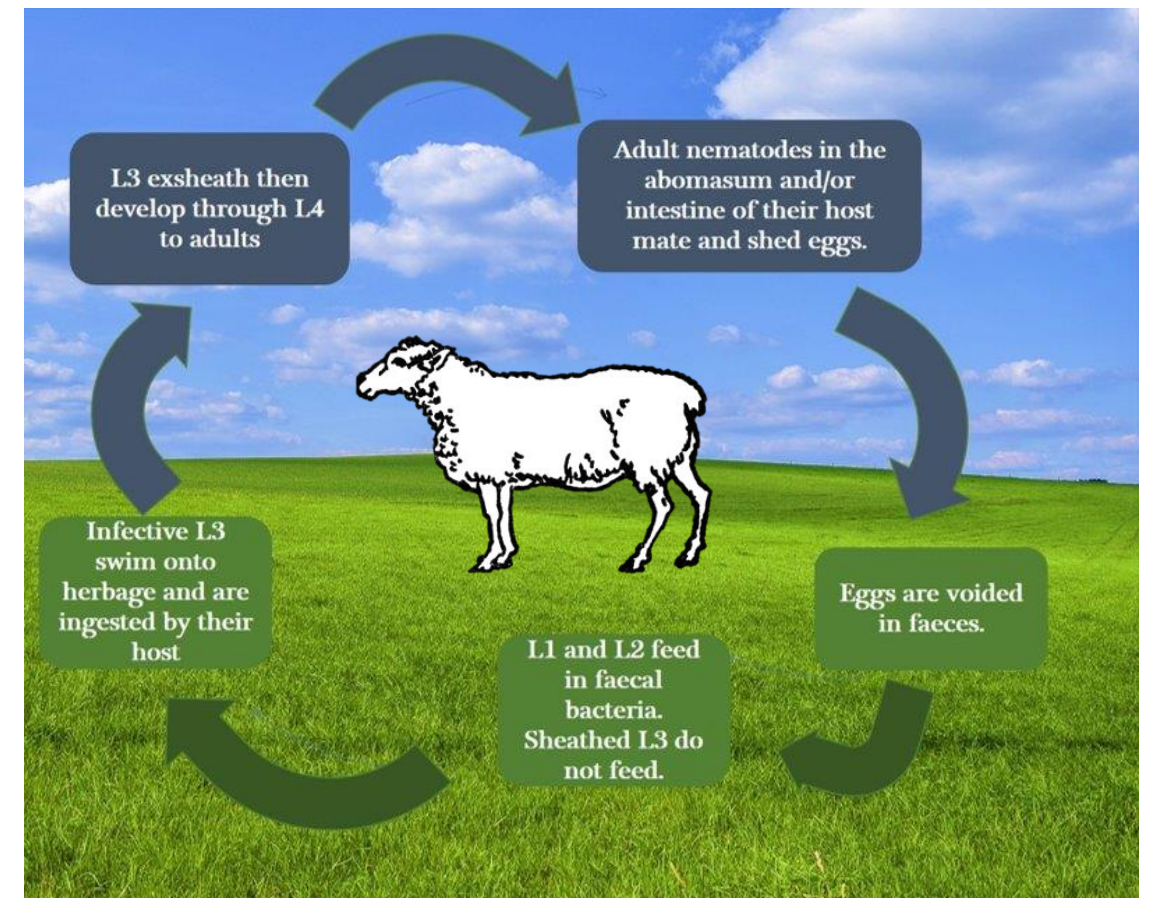 L3 exsheath then
develop through L4
to adults
Adult nematodes in the
abomasum and/or
intestine of their host
mate and shed eggs.
Eggs are voided
in faeces.
L1 and L2 feed
in faecal
bacteria.
Sheathed L3 do
not feed.
Infective L3
swim onto
herbage and are
ingested by their
host